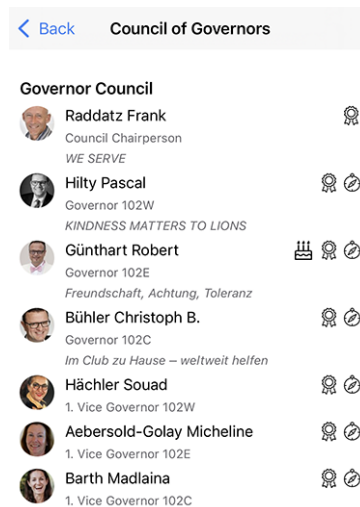 Back Council of Governors
Governor Council
Raddatz Frank
Council Chairperson
WE SERVE
Hilty Pascal
Governor 102W
KINDNESS MATTERS TO LIONS
Günthart Robert
Governor 102E
Freundschaft, Achtung, Toleranz
Bühler Christoph B.
Governor 102C
Im Club zu Hause – weltweit helfen
Hächler Souad
1. Vice Governor 102W
Aebersold-Golay Micheline
1. Vice Governor 102E
Barth Madlaina
1. Vice Governor 102C